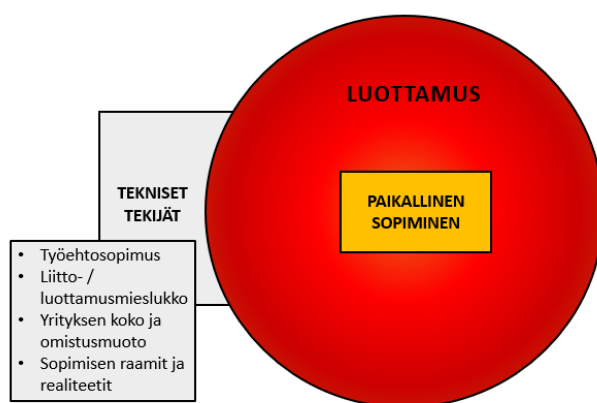 LUOTTAMUS
TEKNISET
TEKIJÄT
PAIKALLINEN
SOPIMINEN
• Työehtosopimus
• Liitto- /
luottamusmieslukko
• Yrityksen koko ja
omistusmuoto
• Sopimisen raamit ja
realiteetit